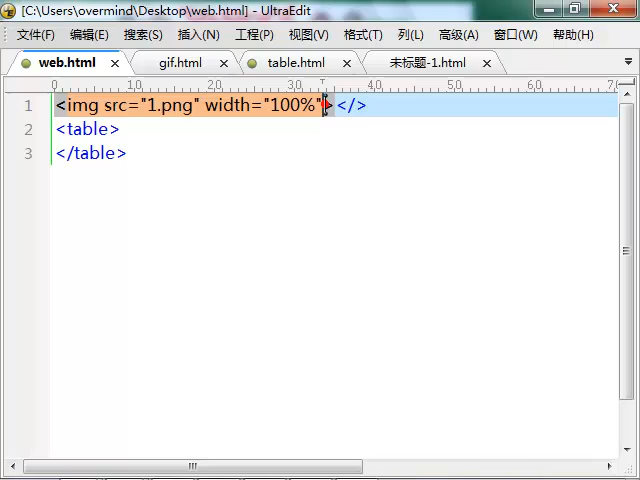 [C:\Users\overmind\Desktop\web.html] - UltraEdit
文件(F) 编辑(E) 搜索(S) 插入(N) 工程(P) 视图(V) 格式(T) 列(L) 高级(A) 窗口(W) 帮助(H)
web.html gif.html table.html 未标题-1.html
0 1,0 2,0 3,0 4,0 5,0 6,0 7,0
1 <img src="1.png" width="100%"></>
2 <table>
3 </table>